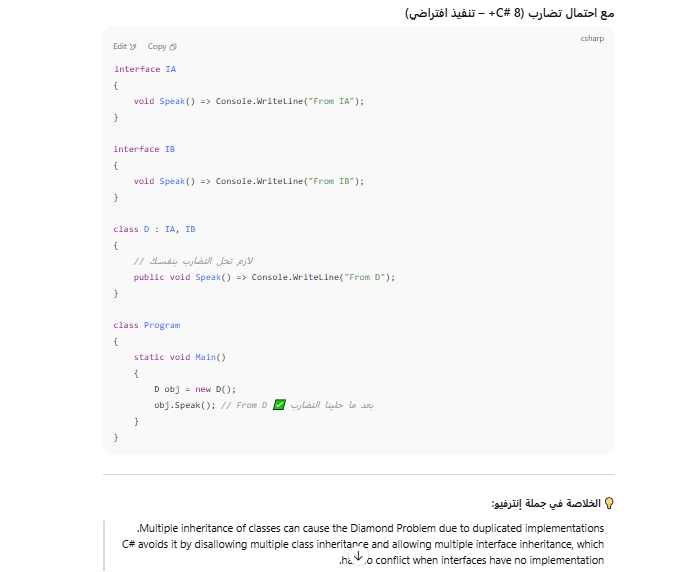 مع احتمال تضارب (C# 8+ – تنفيذ افتراضي)
csharp
Edit Copy
interface IA
{
    void Speak() => Console.WriteLine("From IA");
}
interface IB
{
    void Speak() => Console.WriteLine("From IB");
}
class D : IA, IB
{
    // لازم تحل التضارب بنفسك
    public void Speak() => Console.WriteLine("From D");
}
class Program
{
    static void Main()
    {
        D obj = new D();
        obj.Speak(); // From D ✅ بعد ما حلينا التضارب
    }
}
💡 الخلاصة في جملة إنترفيو:
Multiple inheritance of classes can cause the Diamond Problem due to duplicated implementations.
C# avoids it by disallowing multiple class inheritance and allowing multiple interface inheritance, which
conflict when interfaces have no implementation.